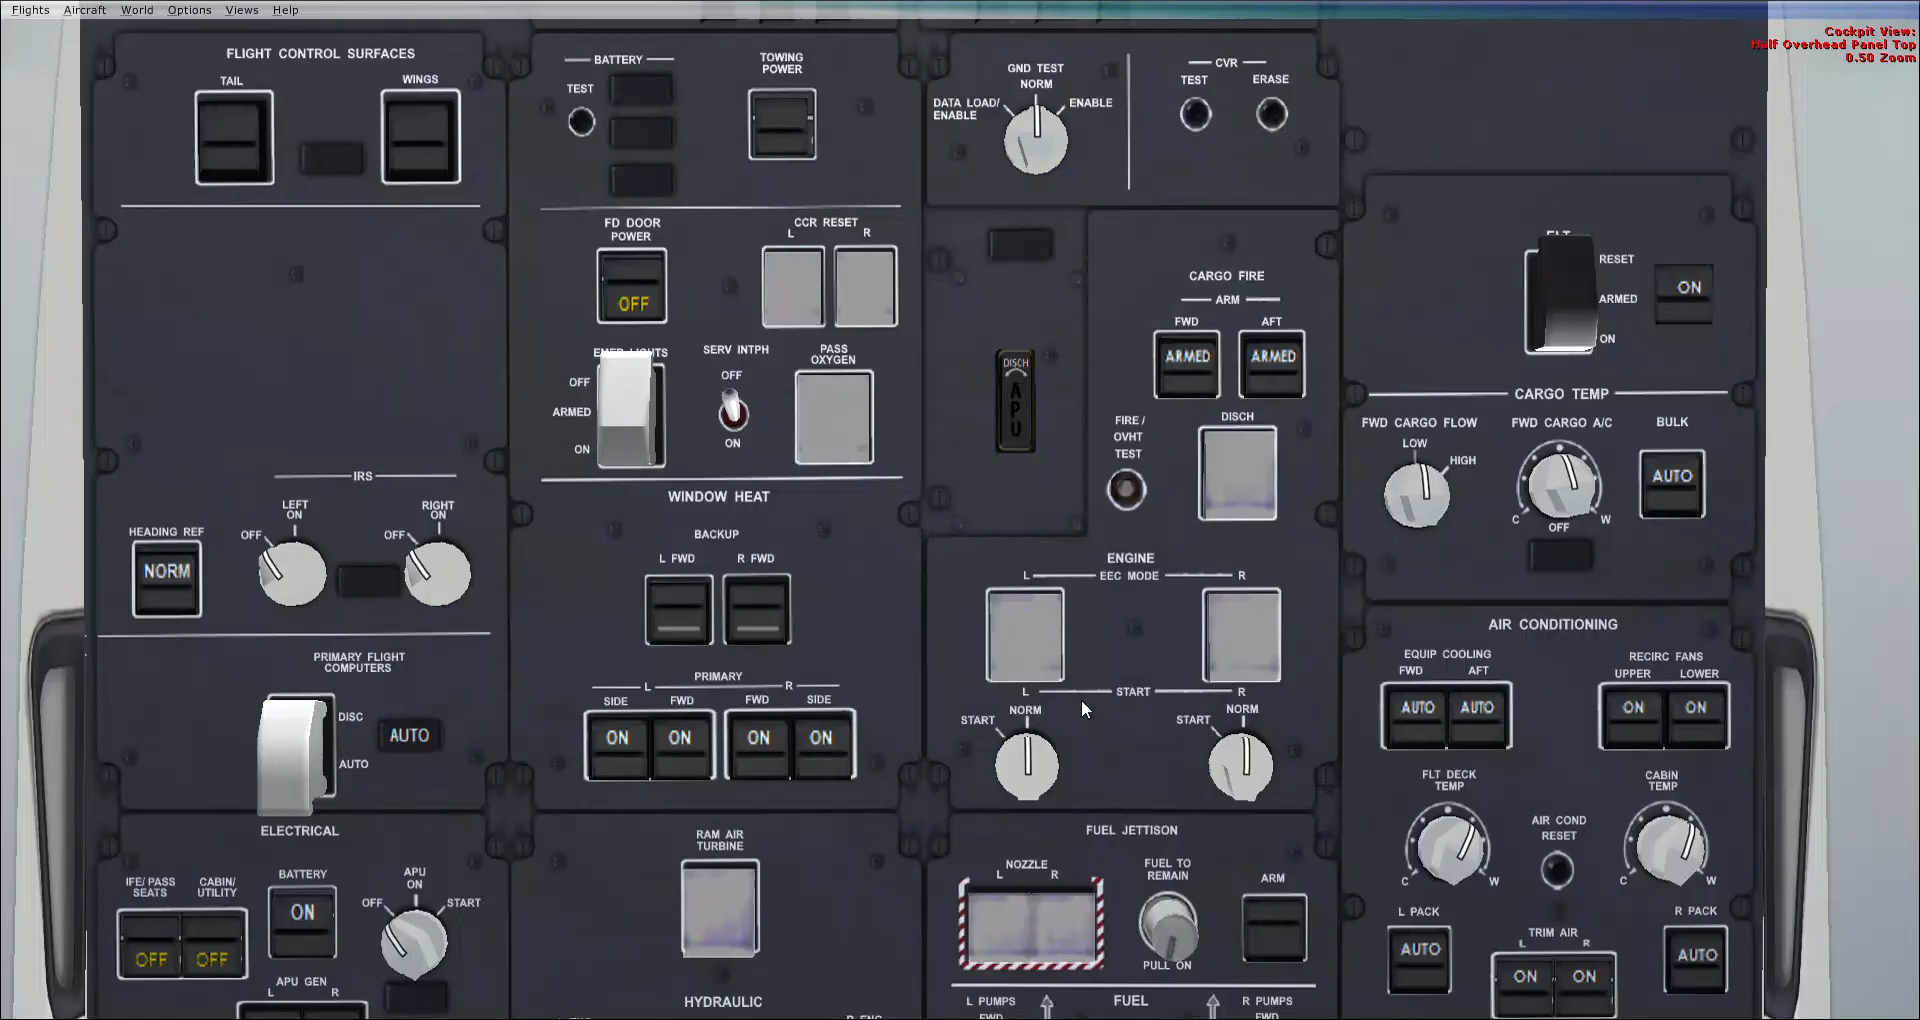 Flights Aircraft World Options Views Help
Cockpit View:
Half Overhead Panel Top
0.50 Zoom
FLIGHT CONTROL SURFACES
TAIL
WINGS
BATTERY
TEST
TOWING
POWER
GND TEST
NORM
DATA LOAD/
ENABLE
ENABLE
CVR
TEST
ERASE
FD DOOR
POWER
OFF
CCR RESET
L R
EMER LIGHTS
OFF
ARMED
ON
SERV INTPH
OFF
ON
PASS
OXYGEN
DISCH
APU
CARGO FIRE
ARM
FWD AFT
ARMED ARMED
FIRE /
OVHT
TEST
DISCH
RESET
ARMED
ON
ON
CARGO TEMP
FWD CARGO FLOW
LOW
HIGH
FWD CARGO A/C
C W
OFF
BULK
AUTO
IRS
HEADING REF
NORM
LEFT
ON
OFF
RIGHT
ON
OFF
WINDOW HEAT
BACKUP
L FWD R FWD
PRIMARY
L R
SIDE FWD FWD SIDE
ON ON ON ON
ENGINE
L EEC MODE R
L START R
START NORM
START NORM
AIR CONDITIONING
EQUIP COOLING
FWD AFT
AUTO AUTO
RECIRC FANS
UPPER LOWER
ON ON
FLT DECK
TEMP
C W
AIR COND
RESET
CABIN
TEMP
C W
L PACK
AUTO
TRIM AIR
L R
ON ON
R PACK
AUTO
PRIMARY FLIGHT
COMPUTERS
DISC
AUTO
AUTO
ELECTRICAL
IFE/ PASS
SEATS
OFF
CABIN/
UTILITY
OFF
BATTERY
ON
APU
ON
OFF START
APU GEN
L R
RAM AIR
TURBINE
HYDRAULIC
FUEL JETTISON
NOZZLE
L R
FUEL TO
REMAIN
PULL ON
ARM
L PUMPS
FWD
FUEL
R PUMPS
FWD